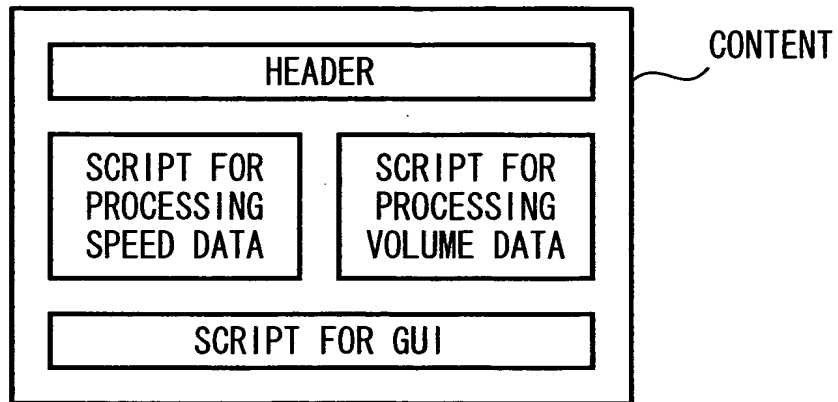 CONTENT
HEADER
SCRIPT FOR
PROCESSING
SPEED DATA
SCRIPT FOR
PROCESSING
VOLUME DATA
SCRIPT FOR GUI